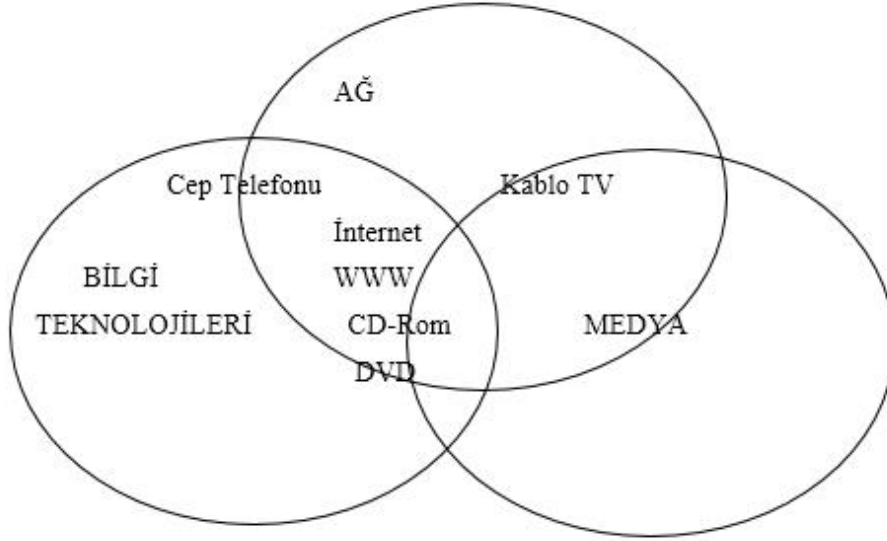 AĞ
Cep Telefonu
Kablo TV
İnternet
BİLGİ
WWW
TEKNOLOJİLERİ
CD-Rom
MEDYA
DVD